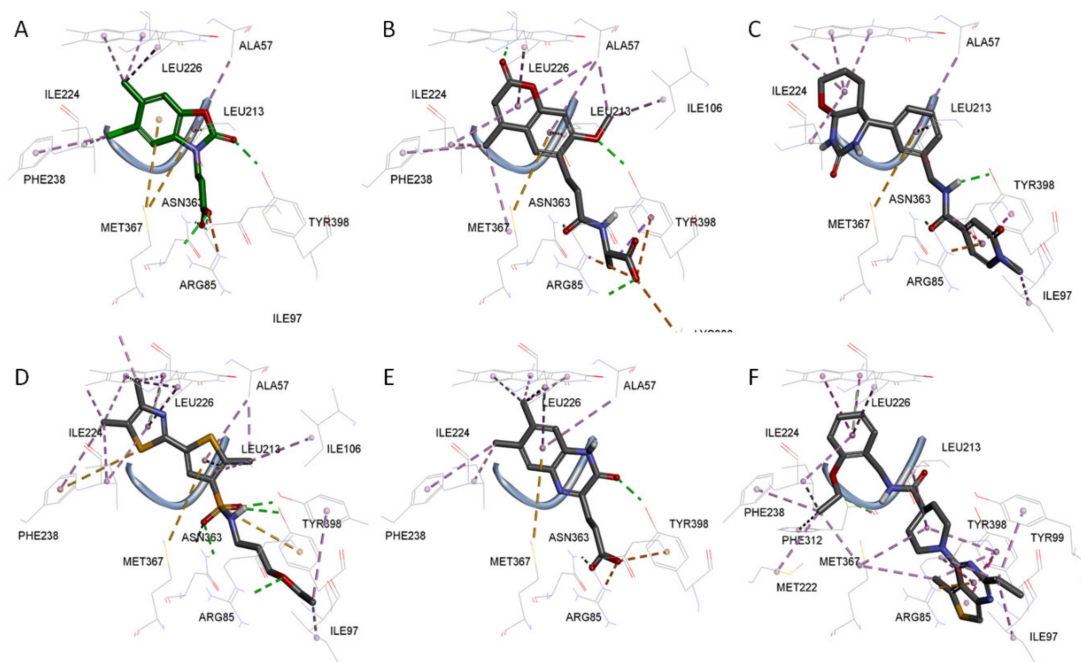 A
LEU226
ALA57
ILE224
LEU213
PHE238
ASN363
MET367
TYR398
ARG85
ILE97
B
LEU226
ALA57
ILE224
LEU213
ILE106
PHE238
ASN363
MET367
TYR398
ARG85
C
ALA57
ILE224
LEU213
ASN363
TYR398
MET367
ARG85
ILE97
D
ALA57
LEU226
ILE224
LEU213
ILE106
PHE238
ASN363
TYR398
MET367
ARG85
ILE97
E
ALA57
LEU226
ILE224
PHE238
ASN363
TYR398
MET367
ARG85
F
LEU226
ILE224
LEU213
PHE238
TYR398
TYR99
PHE312
MET367
MET222
ARG85
ILE97